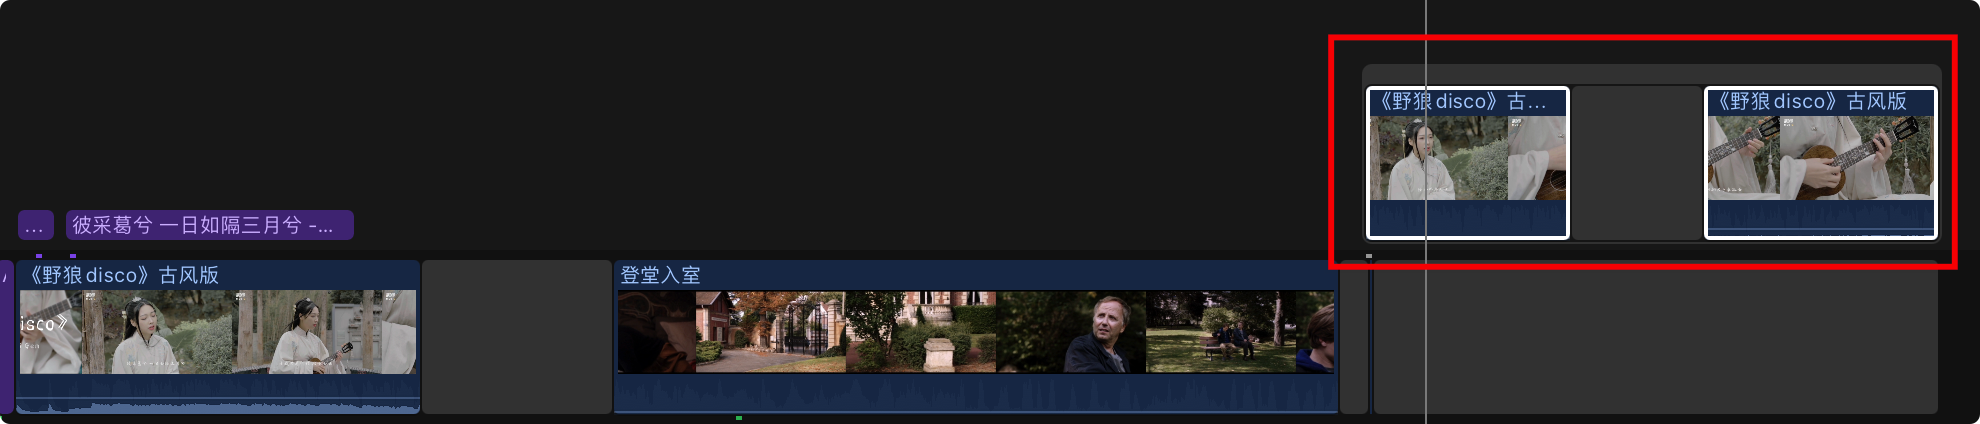 《野狼disco》古...
《野狼disco》古风版
...
彼采葛兮 一日如隔三月兮 -...
《野狼disco》古风版
登堂入室
isco》